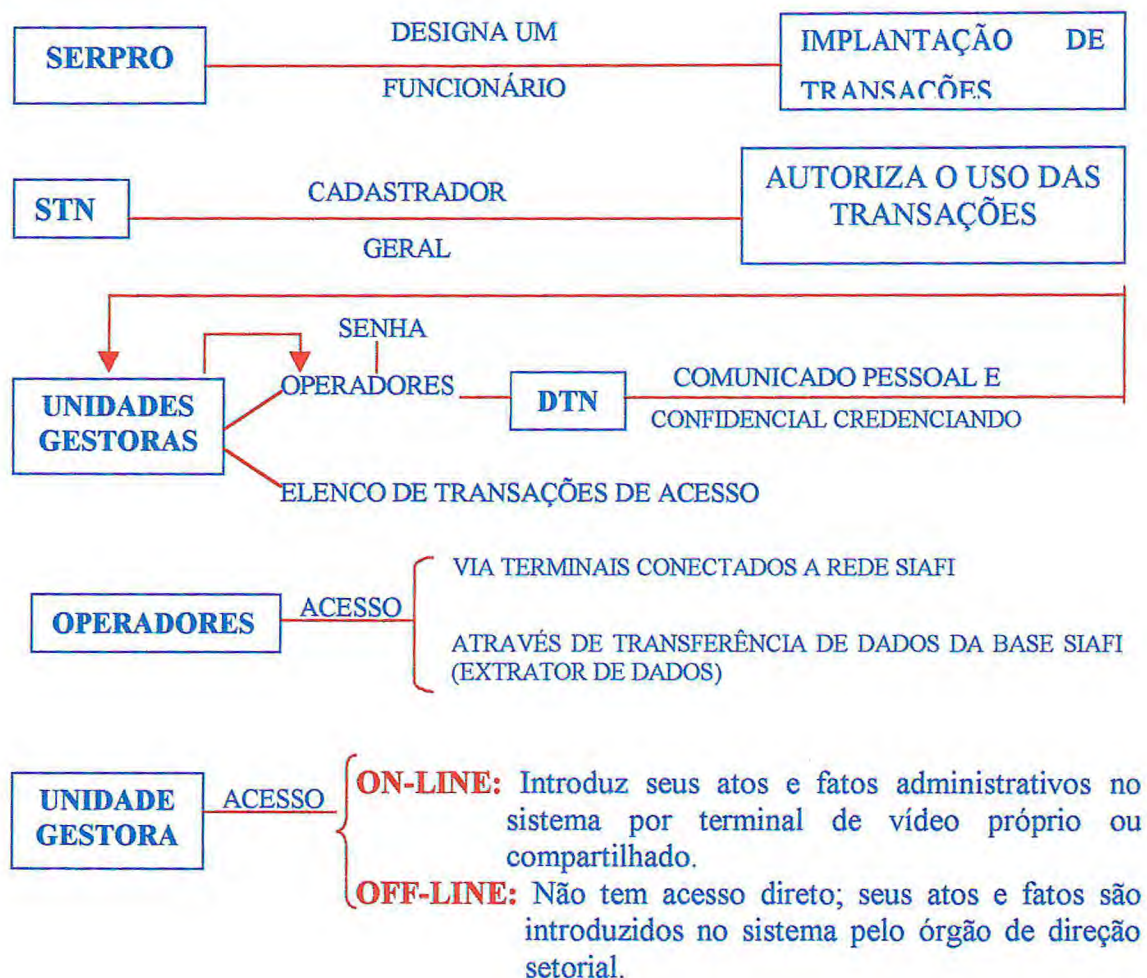 SERPRO
DESIGNA UM
FUNCIONÁRIO
IMPLANTAÇÃO DE
TRANSAÇÕES
STN
CADASTRADOR
GERAL
AUTORIZA O USO DAS
TRANSAÇÕES
SENHA
UNIDADES
GESTORAS
OPERADORES
DTN
COMUNICADO PESSOAL E
CONFIDENCIAL CREDENCIANDO
ELENCO DE TRANSAÇÕES DE ACESSO
OPERADORES
ACESSO
VIA TERMINAIS CONECTADOS A REDE SIAFI
ATRAVÉS DE TRANSFERÊNCIA DE DADOS DA BASE SIAFI
(EXTRATOR DE DADOS)
UNIDADE
GESTORA
ACESSO
ON-LINE: Introduz seus atos e fatos administrativos no
sistema por terminal de vídeo próprio ou
compartilhado.
OFF-LINE: Não tem acesso direto; seus atos e fatos são
introduzidos no sistema pelo órgão de direção
setorial.